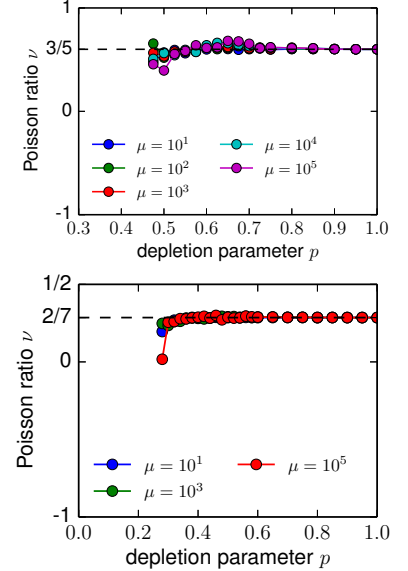 1
3/5
0
-1
Poisson ratio ν
μ = 10^1
μ = 10^2
μ = 10^3
μ = 10^4
μ = 10^5
0.3 0.4 0.5 0.6 0.7 0.8 0.9 1.0
depletion parameter p
1/2
2/7
0
-1
Poisson ratio ν
μ = 10^1
μ = 10^3
μ = 10^5
0.0 0.2 0.4 0.6 0.8 1.0
depletion parameter p